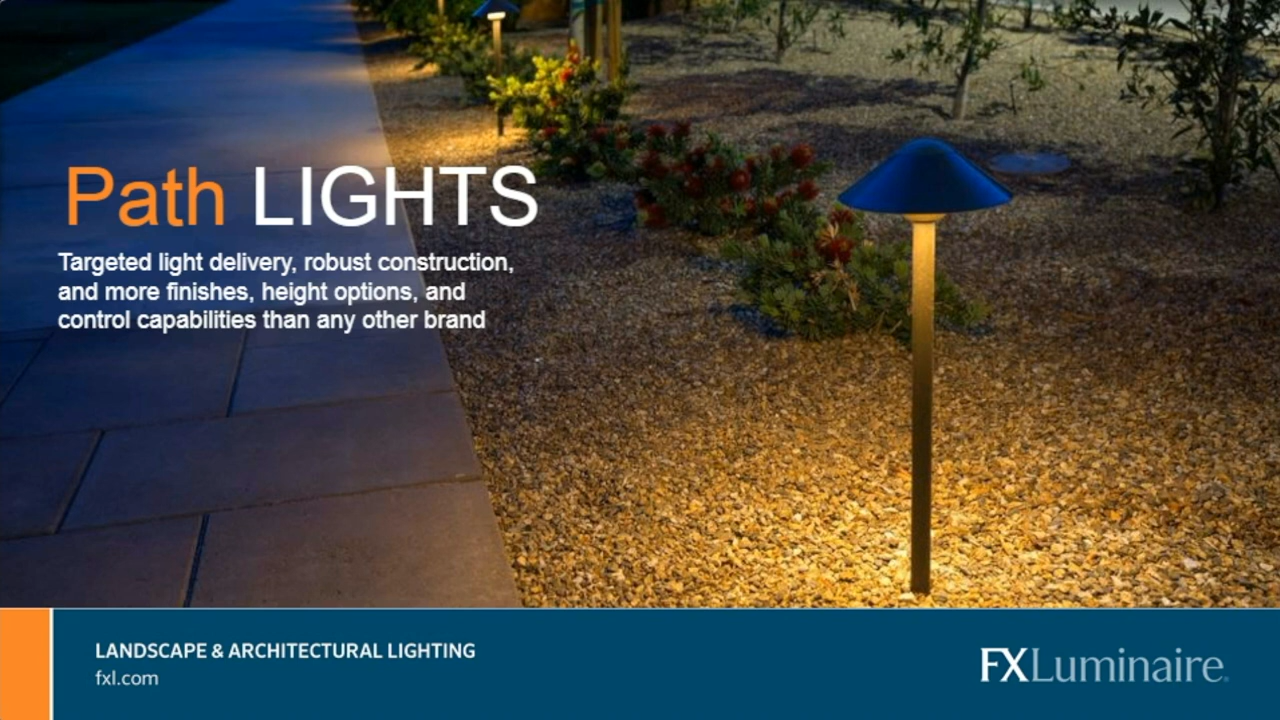 Path LIGHTS
Targeted light delivery, robust construction,
and more finishes, height options, and
control capabilities than any other brand
LANDSCAPE & ARCHITECTURAL LIGHTING
fxl.com
FXLuminaire.